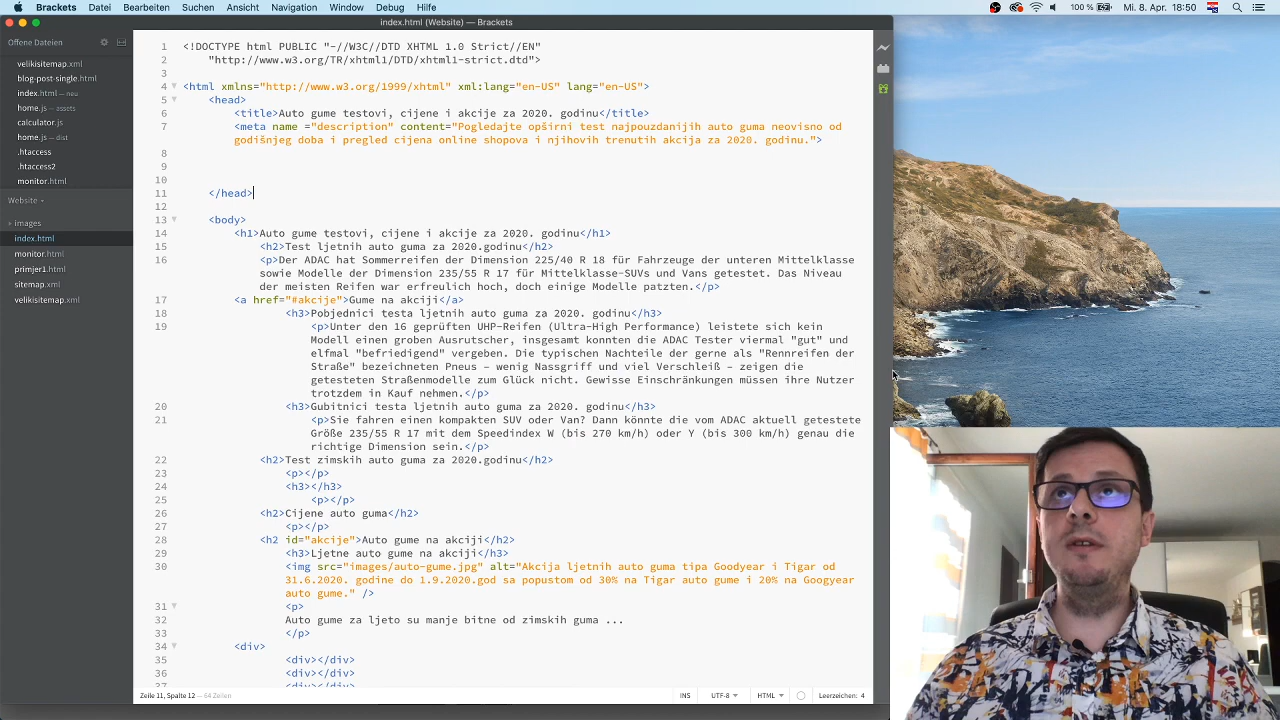 Brackets Datei Bearbeiten Suchen Ansicht Navigation Window Debug Hilfe
100 % Mi. 8. Apr. 18:50
index.html (Website) — Brackets
Offene Dateien
velikisitemap.xml
blog-post-single.html
index.html — neu
home.js — assets
calculator.js
home.js — dist
.htaccess
.htaccess2
monitor.html
Website
images
index.html
monitor.html
primjer1.html
sitemap.xml
velikisitemap.xml
1 <!DOCTYPE html PUBLIC "-//W3C//DTD XHTML 1.0 Strict//EN"
2 "http://www.w3.org/TR/xhtml1/DTD/xhtml1-strict.dtd">
3
4 <html xmlns="http://www.w3.org/1999/xhtml" xml:lang="en-US" lang="en-US">
5 <head>
6 <title>Auto gume testovi, cijene i akcije za 2020. godinu</title>
7 <meta name ="description" content="Pogledajte opširni test najpouzdanijih auto guma neovisno od
godišnjeg doba i pregled cijena online shopova i njihovih trenutih akcija za 2020. godinu.">
8
9
10
11 </head>
12
13 <body>
14 <h1>Auto gume testovi, cijene i akcije za 2020. godinu</h1>
15 <h2>Test ljetnih auto guma za 2020.godinu</h2>
16 <p>Der ADAC hat Sommerreifen der Dimension 225/40 R 18 für Fahrzeuge der unteren Mittelklasse
sowie Modelle der Dimension 235/55 R 17 für Mittelklasse-SUVs und Vans getestet. Das Niveau
der meisten Reifen war erfreulich hoch, doch einige Modelle patzten.</p>
17 <a href="#akcije">Gume na akciji</a>
18 <h3>Pobjednici testa ljetnih auto guma za 2020. godinu</h3>
19 <p>Unter den 16 geprüften UHP-Reifen (Ultra-High Performance) leistete sich kein
Modell einen groben Ausrutscher, insgesamt konnten die ADAC Tester viermal "gut" und
elfmal "befriedigend" vergeben. Die typischen Nachteile der gerne als "Rennreifen der
Straße" bezeichneten Pneus – wenig Nassgriff und viel Verschleiß – zeigen die
getesteten Straßenmodelle zum Glück nicht. Gewisse Einschränkungen müssen ihre Nutzer
trotzdem in Kauf nehmen.</p>
20 <h3>Gubitnici testa ljetnih auto guma za 2020. godinu</h3>
21 <p>Sie fahren einen kompakten SUV oder Van? Dann könnte die vom ADAC aktuell getestete
Größe 235/55 R 17 mit dem Speedindex W (bis 270 km/h) oder Y (bis 300 km/h) genau die
richtige Dimension sein.</p>
22 <h2>Test zimskih auto guma za 2020.godinu</h2>
23 <p></p>
24 <h3></h3>
25 <p></p>
26 <h2>Cijene auto guma</h2>
27 <p></p>
28 <h2 id="akcije">Auto gume na akciji</h2>
29 <h3>Ljetne auto gume na akciji</h3>
30 <img src="images/auto-gume.jpg" alt="Akcija ljetnih auto guma tipa Goodyear i Tigar od
31.6.2020. godine do 1.9.2020.god sa popustom od 30% na Tigar auto gume i 20% na Googyear
auto gume." />
31 <p>
32 Auto gume za ljeto su manje bitne od zimskih guma ...
33 </p>
34 <div>
35 <div></div>
36 <div></div>
37 <div></div>
Zeile 11, Spalte 12 — 64 Zeilen
INS UTF-8 HTML Leerzeichen: 4